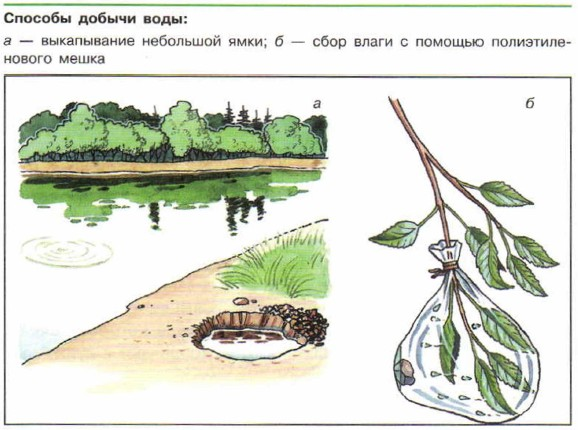 Способы добычи воды:
а — выкапывание небольшой ямки; б — сбор влаги с помощью полиэтиле-
нового мешка
а
б